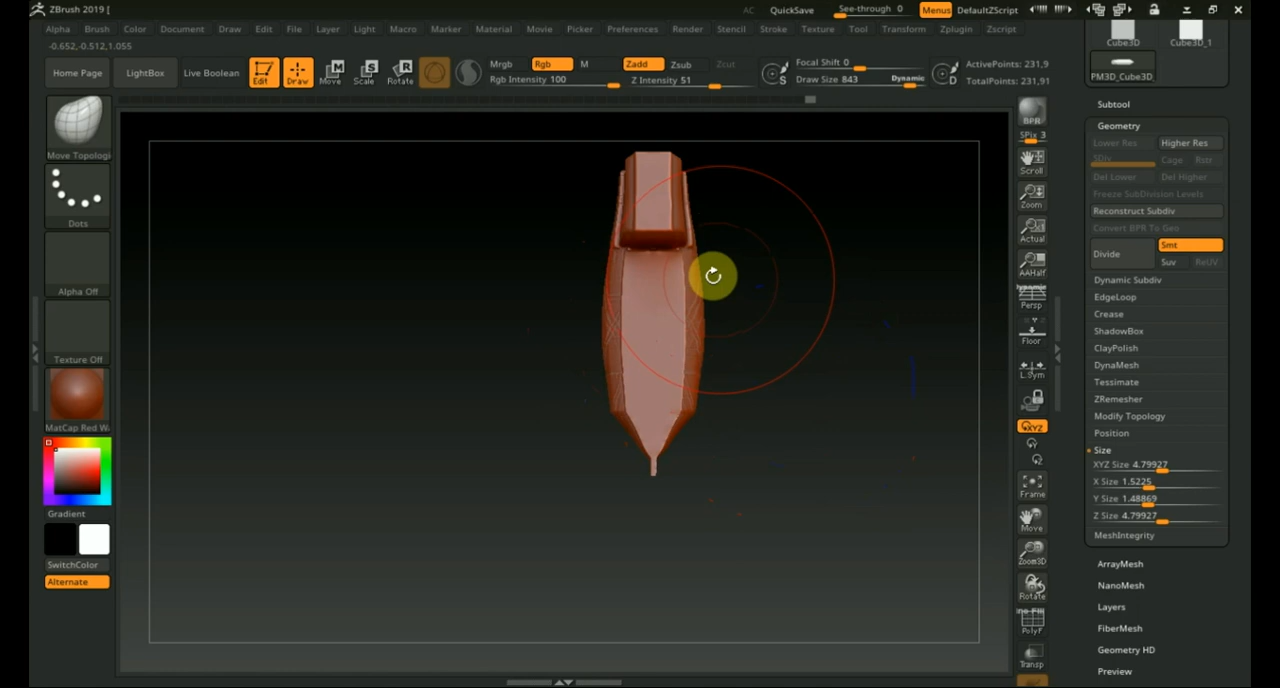 ZBrush 2019 [
AC QuickSave See-through 0 Menus DefaultZScript
Alpha Brush Color Document Draw Edit File Layer Light Macro Marker Material Movie Picker Preferences Render Stencil Stroke Texture Tool Transform Zplugin Zscript
-0.652,-0.512,1.055
Home Page LightBox Live Boolean Edit Draw Move Scale Rotate
Mrgb Rgb M Zadd Zsub Zcut
Rgb Intensity 100 Z Intensity 51
Focal Shift 0
Draw Size 843 Dynamic
ActivePoints: 231,9
TotalPoints: 231,91
S
D
Move Topologi
Dots
Alpha Off
Texture Off
MatCap Red Wa
Gradient
SwitchColor
Alternate
BPR
SPix 3
Scroll
Zoom
Actual
AAHalf
Dynamic
Persp
Floor
L.Sym
XYZ
Frame
Move
Zoom3D
Rotate
PolyF
Transp
Cube3D Cube3D_1
PM3D_Cube3D_
Subtool
Geometry
Lower Res Higher Res
SDiv Cage Rstr
Del Lower Del Higher
Freeze SubDivision Levels
Reconstruct Subdiv
Convert BPR To Geo
Divide Smt
Suv ReUV
Dynamic Subdiv
EdgeLoop
Crease
ShadowBox
ClayPolish
DynaMesh
Tessimate
ZRemesher
Modify Topology
Position
Size
XYZ Size 4.79927
X Size 1.5225
Y Size 1.48869
Z Size 4.79927
MeshIntegrity
ArrayMesh
NanoMesh
Layers
FiberMesh
Geometry HD
Preview